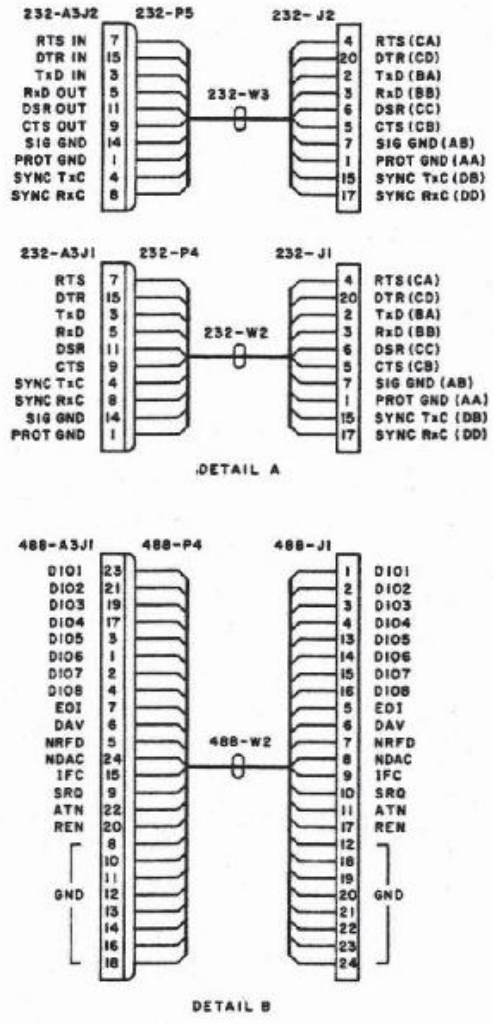 232-A3J2 232-P5 232-J2
RTS IN 7 4 RTS (CA)
DTR IN 15 20 DTR (CD)
TxD IN 3 2 TxD (BA)
RxD OUT 5 3 RxD (BB)
DSR OUT 11 6 DSR (CC)
232-W3
CTS OUT 9 5 CTS (CB)
SIG GND 14 7 SIG GND (AB)
PROT GND 1 1 PROT GND (AA)
SYNC TxC 4 15 SYNC TxC (DB)
SYNC RxC 8 17 SYNC RxC (DD)
232-A3J1 232-P4 232-J1
RTS 7 4 RTS (CA)
DTR 15 20 DTR (CD)
TxD 3 2 TxD (BA)
RxD 5 3 RxD (BB)
232-W2
DSR 11 6 DSR (CC)
CTS 9 5 CTS (CB)
SYNC TxC 4 7 SIG GND (AB)
SYNC RxC 8 1 PROT GND (AA)
SIG GND 14 15 SYNC TxC (DB)
PROT GND 1 17 SYNC RxC (DD)
DETAIL A
488-A3J1 488-P4 488-J1
DIO1 23 1 DIO1
DIO2 21 2 DIO2
DIO3 19 3 DIO3
DIO4 17 4 DIO4
DIO5 3 13 DIO5
DIO6 1 14 DIO6
DIO7 2 15 DIO7
DIO8 4 16 DIO8
EOI 7 5 EOI
DAV 6 6 DAV
NRFD 5 488-W2 7 NRFD
NDAC 24 8 NDAC
IFC 15 9 IFC
SRQ 9 10 SRQ
ATN 22 11 ATN
REN 20 17 REN
8 12
10 18
11 19
GND 12 20 GND
13 21
14 22
16 23
18 24
DETAIL B